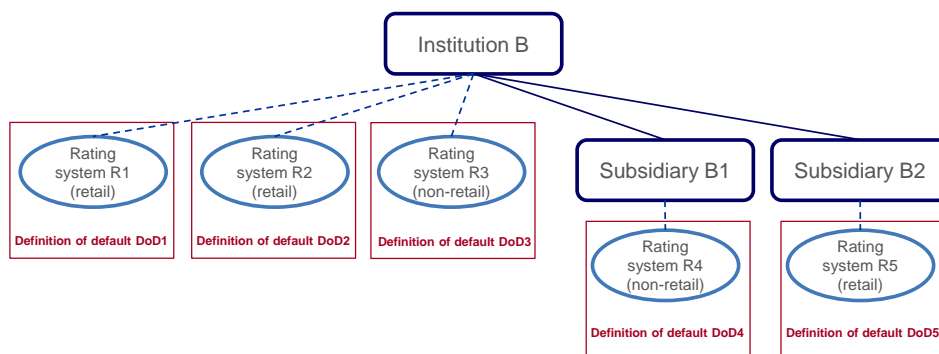 Institution B
Rating
system R1
(retail)
Definition of default DoD1
Rating
system R2
(retail)
Definition of default DoD2
Rating
system R3
(non-retail)
Definition of default DoD3
Subsidiary B1
Subsidiary B2
Rating
system R4
(non-retail)
Definition of default DoD4
Rating
system R5
(retail)
Definition of default DoD5